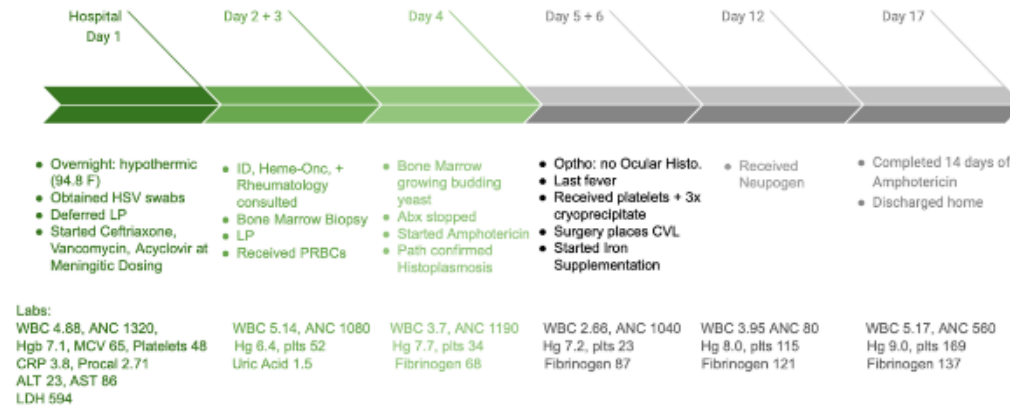 Hospital
Day 1
Day 2 + 3
Day 4
Day 5 + 6
Day 12
Day 17
● Overnight: hypothermic
(94.8 F)
● Obtained HSV swabs
● Deferred LP
● Started Ceftriaxone,
Vancomycin, Acyclovir at
Meningitic Dosing
● ID, Heme-Onc, +
Rheumatology
consulted
● Bone Marrow Biopsy
● LP
● Received PRBCs
● Bone Marrow
growing budding
yeast
● Abx stopped
● Started Amphotericin
● Path confirmed
Histoplasmosis
● Optho: no Ocular Histo.
● Last fever
● Received platelets + 3x
cryoprecipitate
● Surgery places CVL
● Started Iron
Supplementation
● Received
Neupogen
● Completed 14 days of
Amphotericin
● Discharged home
Labs:
WBC 4.88, ANC 1320,
Hgb 7.1, MCV 65, Platelets 48
CRP 3.8, Procal 2.71
ALT 23, AST 86
LDH 594
WBC 5.14, ANC 1080
Hg 6.4, plts 52
Uric Acid 1.5
WBC 3.7, ANC 1190
Hg 7.7, plts 34
Fibrinogen 68
WBC 2.66, ANC 1040
Hg 7.2, plts 23
Fibrinogen 87
WBC 3.95 ANC 80
Hg 8.0, plts 115
Fibrinogen 121
WBC 5.17, ANC 560
Hg 9.0, plts 169
Fibrinogen 137